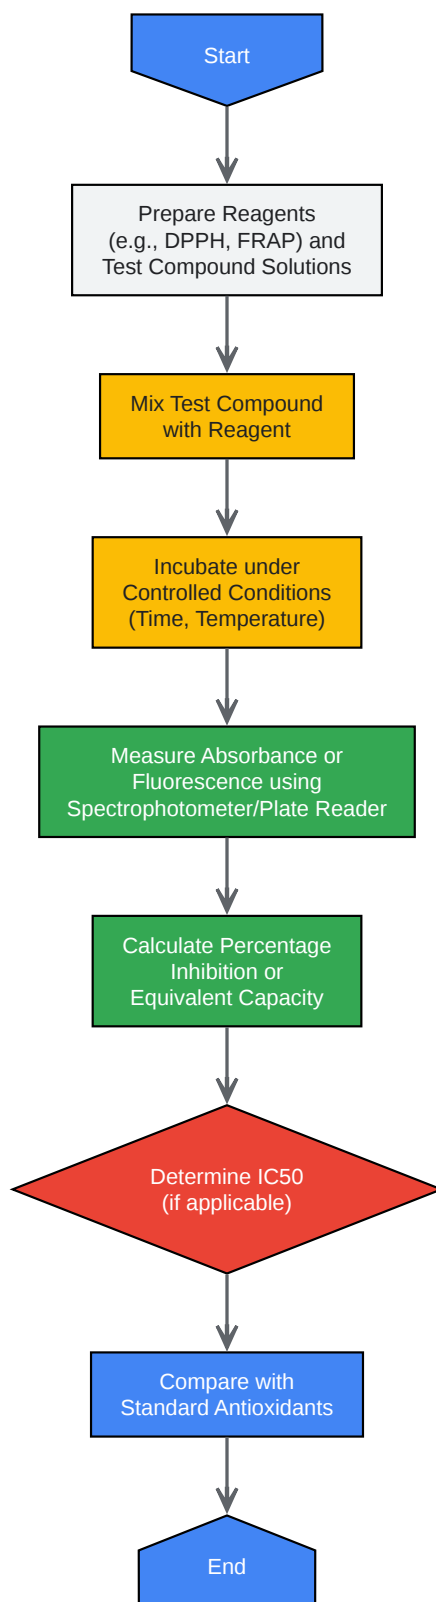 Start
Prepare Reagents
(e.g., DPPH, FRAP) and
Test Compound Solutions
Mix Test Compound
with Reagent
Incubate under
Controlled Conditions
(Time, Temperature)
Measure Absorbance or
Fluorescence using
Spectrophotometer/Plate Reader
Calculate Percentage
Inhibition or
Equivalent Capacity
Determine IC50
(if applicable)
Compare with
Standard Antioxidants
End